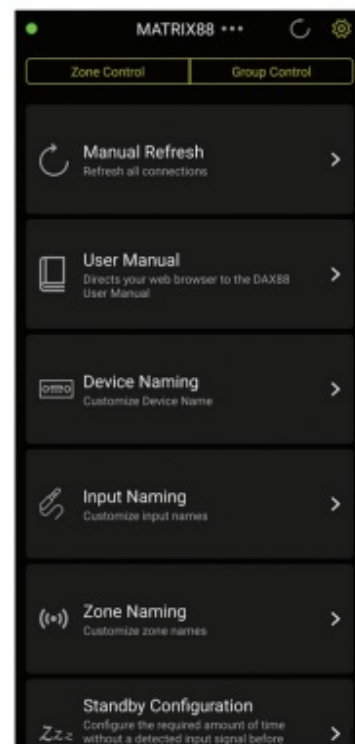 MATRIX88 •••
Zone Control
Group Control
Manual Refresh
Refresh all connections
User Manual
Directs your web browser to the DAX88
User Manual
Device Naming
Customize Device Name
Input Naming
Customize input names
Zone Naming
Customize zone names
Standby Configuration
Configure the required amount of time
Zzz
without a detected input signal before